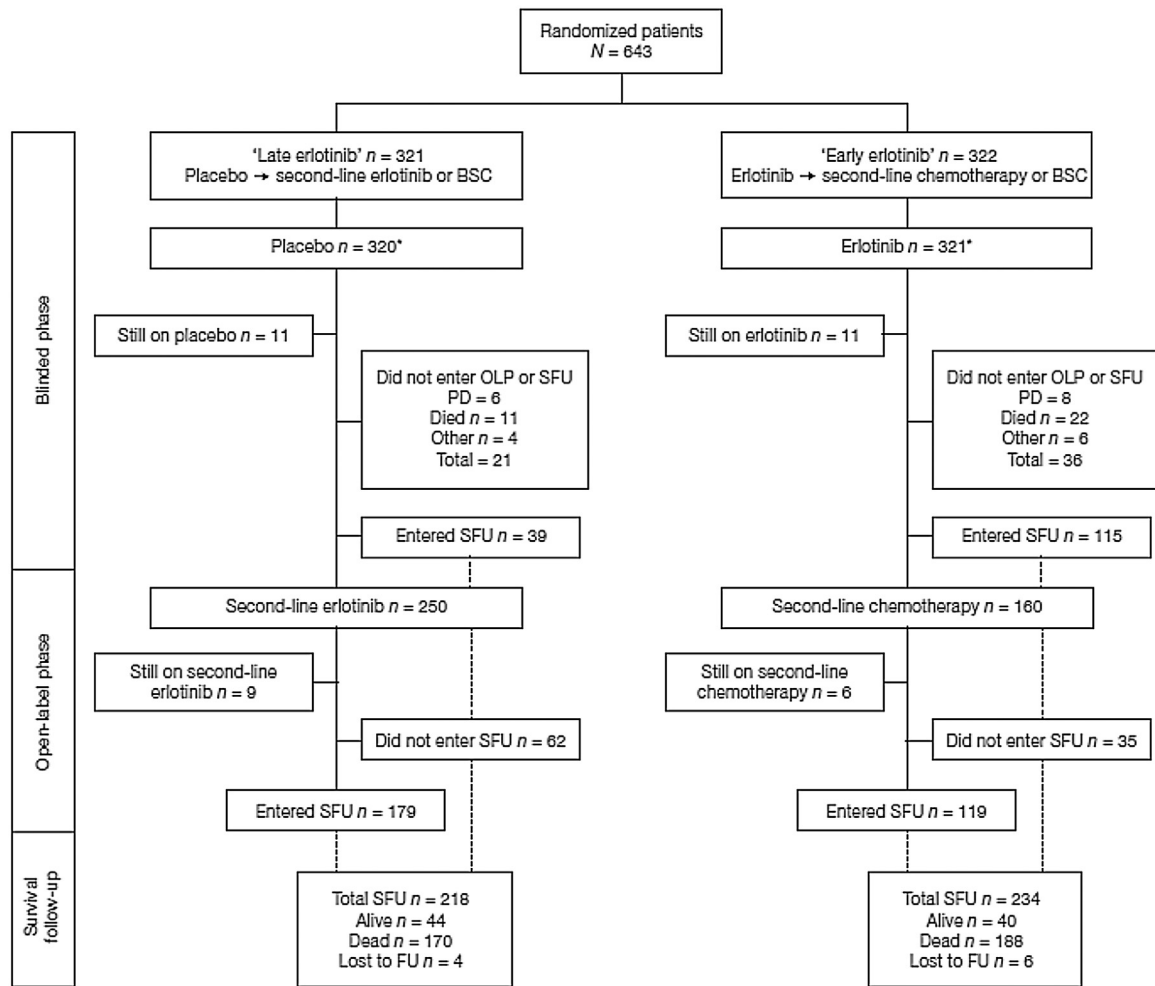 Randomized patients
N = 643
Blinded phase
'Late erlotinib' n = 321
Placebo → second-line erlotinib or BSC
'Early erlotinib' n = 322
Erlotinib → second-line chemotherapy or BSC
Placebo n = 320*
Erlotinib n = 321*
Still on placebo n = 11
Still on erlotinib n = 11
Did not enter OLP or SFU
PD = 6
Died n = 11
Other n = 4
Total = 21
Did not enter OLP or SFU
PD = 8
Died n = 22
Other n = 6
Total = 36
Entered SFU n = 39
Entered SFU n = 115
Open-label phase
Second-line erlotinib n = 250
Second-line chemotherapy n = 160
Still on second-line
erlotinib n = 9
Still on second-line
chemotherapy n = 6
Did not enter SFU n = 62
Did not enter SFU n = 35
Entered SFU n = 179
Entered SFU n = 119
Survival
follow-up
Total SFU n = 218
Alive n = 44
Dead n = 170
Lost to FU n = 4
Total SFU n = 234
Alive n = 40
Dead n = 188
Lost to FU n = 6